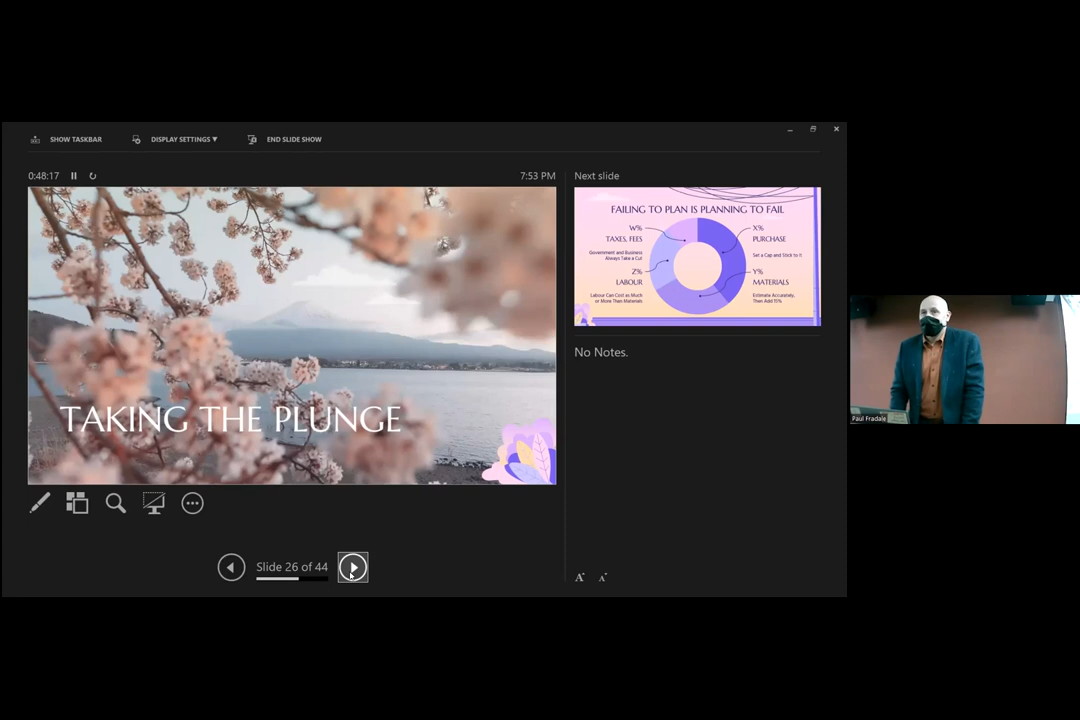 SHOW TASKBAR
DISPLAY SETTINGS ▼
END SLIDE SHOW
0:48:17
7:53 PM
Next slide
TAKING THE PLUNGE
FAILING TO PLAN IS PLANNING TO FAIL
W%
TAXES, FEES
Government and Business
Always Take a Cut
X%
PURCHASE
Set a Cap and Stick to It
Z%
LABOUR
Labour Can Cost as Much
or More Than Materials
Y%
MATERIALS
Estimate Accurately,
Then Add 15%
No Notes.
Slide 26 of 44
A
A
Paul Fradale